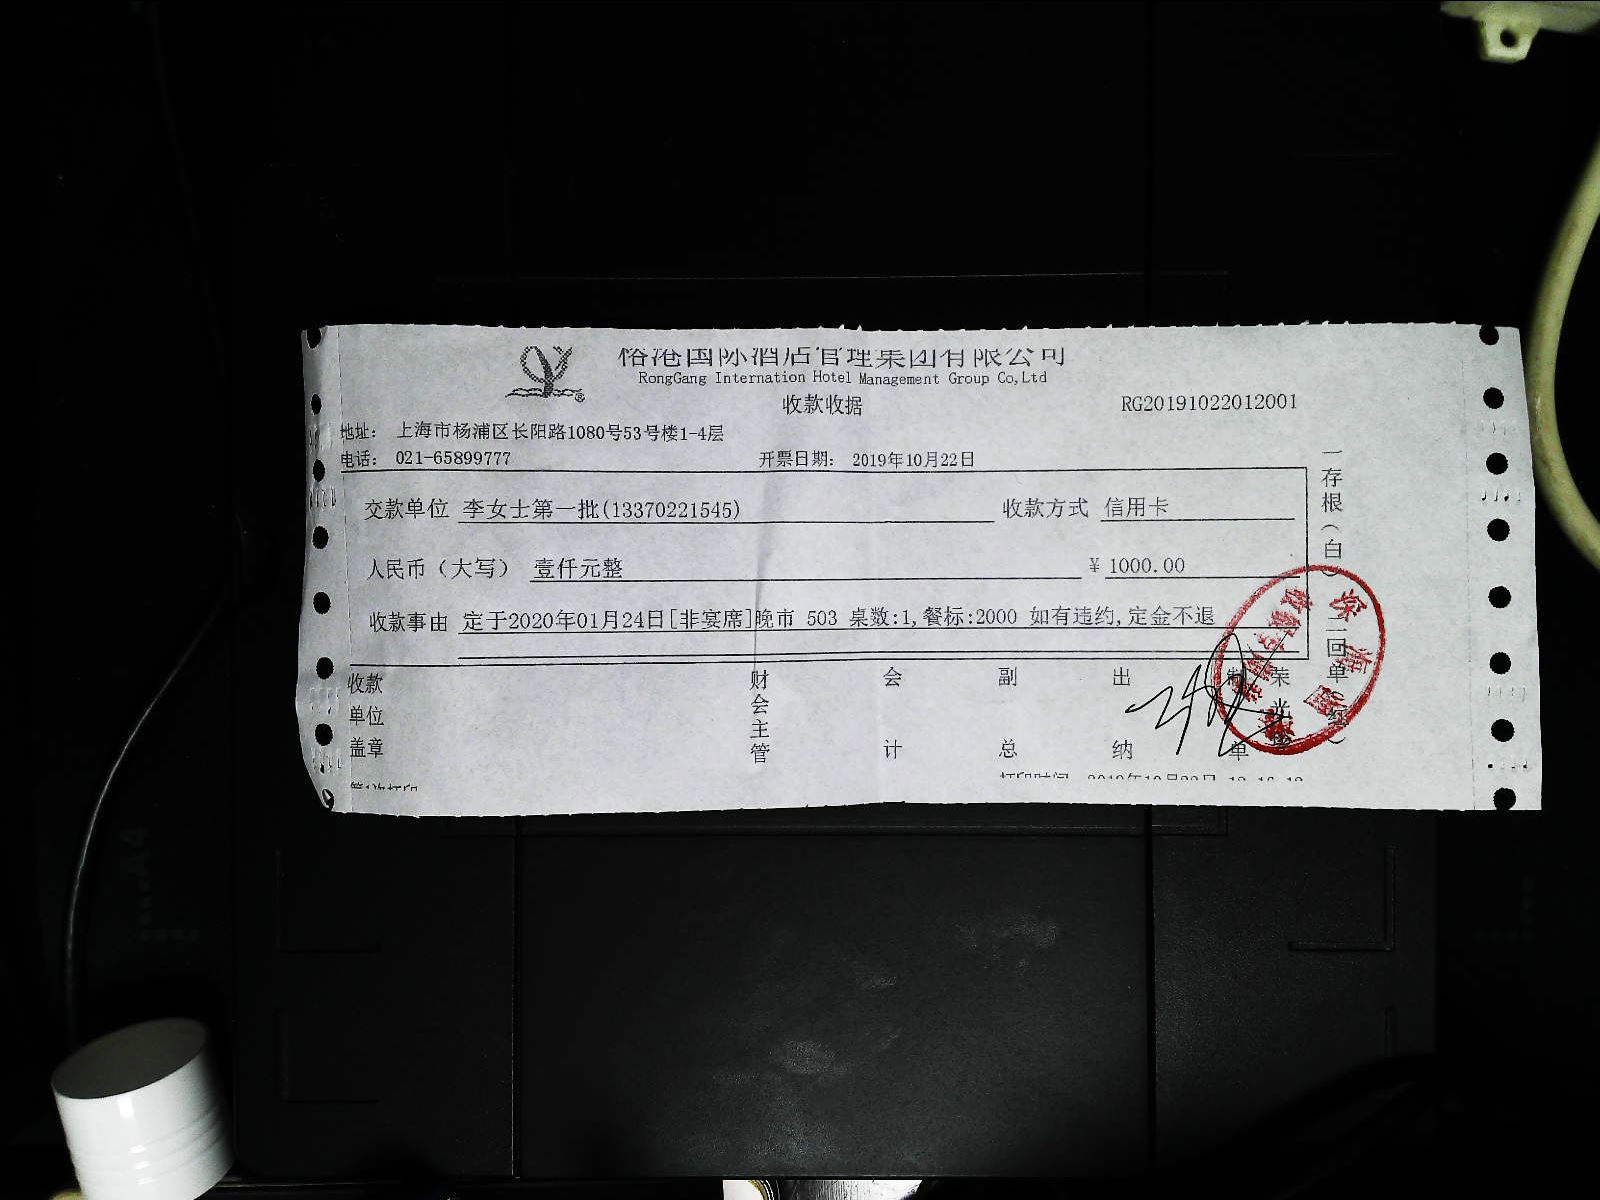 榕港国际酒店管理集团有限公司
RongGang Internation Hotel Management Group Co,Ltd
收款收据
RG20191022012001
地址： 上海市杨浦区长阳路1080号53号楼1-4层
电话： 021-65899777
开票日期： 2019年10月22日
交款单位 李女士第一批(13370221545)
收款方式 信用卡
人民币（大写） 壹仟元整
¥ 1000.00
收款事由 定于2020年01月24日[非宴席]晚市 503 桌数:1,餐标:2000 如有违约,定金不退
收款单位盖章
财会主管
会计
副总
出纳
制单
一存根（白）
二回单（红）
A4